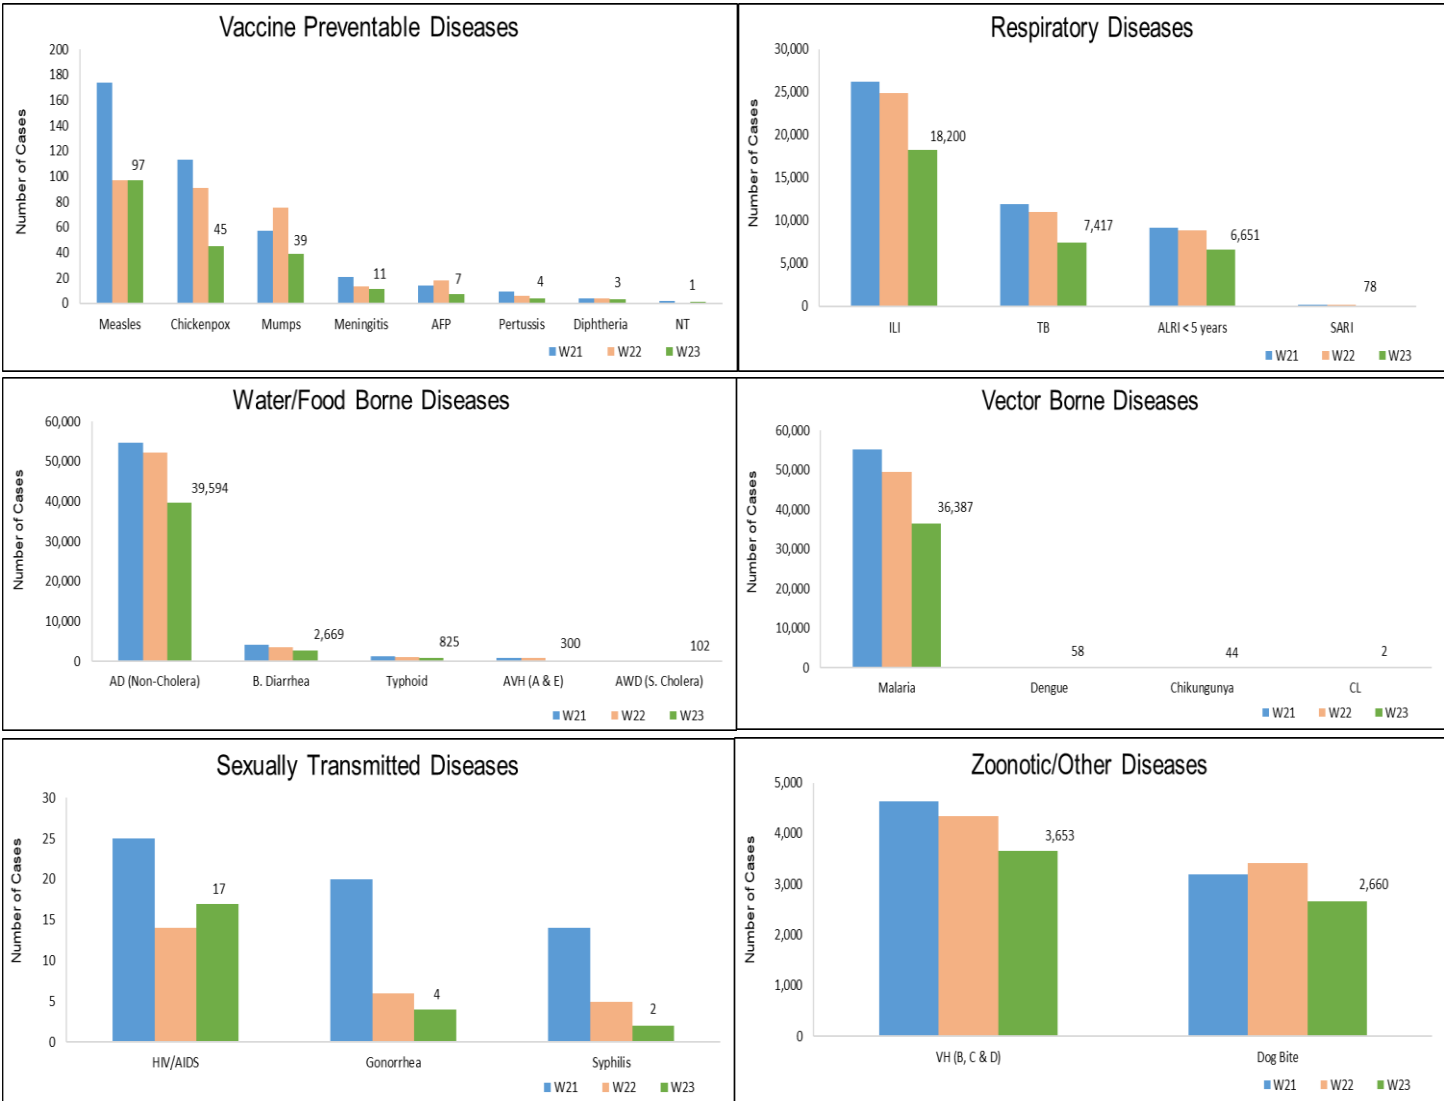 Vaccine Preventable Diseases
Number of Cases
200
180
160
140
120
100
80
60
40
20
0
97
45
39
11
7
4
3
1
Measles Chickenpox Mumps Meningitis AFP Pertussis Diphtheria NT
W21 W22 W23
Respiratory Diseases
Number of Cases
30,000
25,000
20,000
15,000
10,000
5,000
0
18,200
7,417
6,651
78
ILI TB ALRI < 5 years SARI
W21 W22 W23
Water/Food Borne Diseases
Number of Cases
60,000
50,000
40,000
30,000
20,000
10,000
0
39,594
2,669
825
300
102
AD (Non-Cholera) B. Diarrhea Typhoid AVH (A & E) AWD (S. Cholera)
W21 W22 W23
Vector Borne Diseases
Number of Cases
60,000
50,000
40,000
30,000
20,000
10,000
0
36,387
58
44
2
Malaria Dengue Chikungunya CL
W21 W22 W23
Sexually Transmitted Diseases
Number of Cases
30
25
20
15
10
5
0
17
4
2
HIV/AIDS Gonorrhea Syphilis
W21 W22 W23
Zoonotic/Other Diseases
Number of Cases
5,000
4,000
3,000
2,000
1,000
0
3,653
2,660
VH (B, C & D) Dog Bite
W21 W22 W23